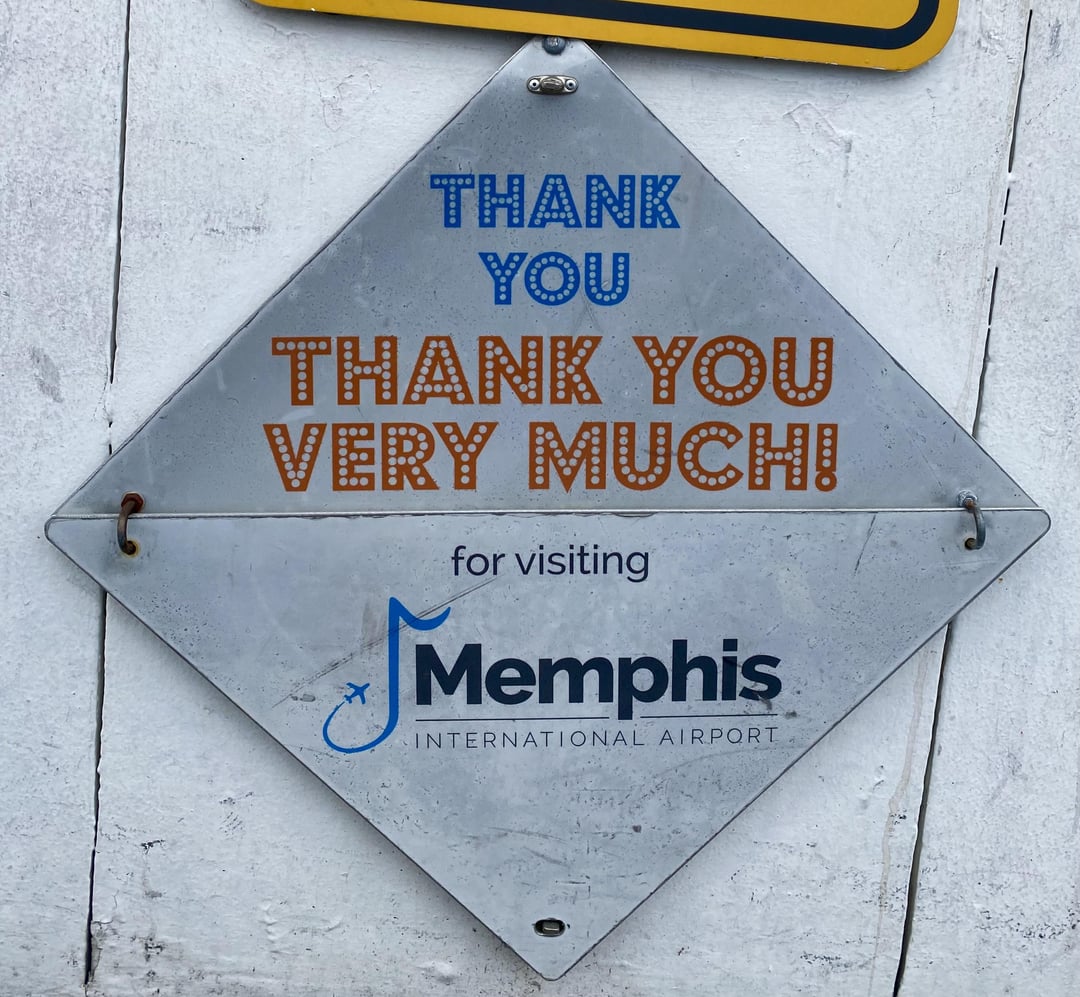 THANK
YOU
THANK YOU
VERY MUCH!
for visiting
Memphis
INTERNATIONAL AIRPORT